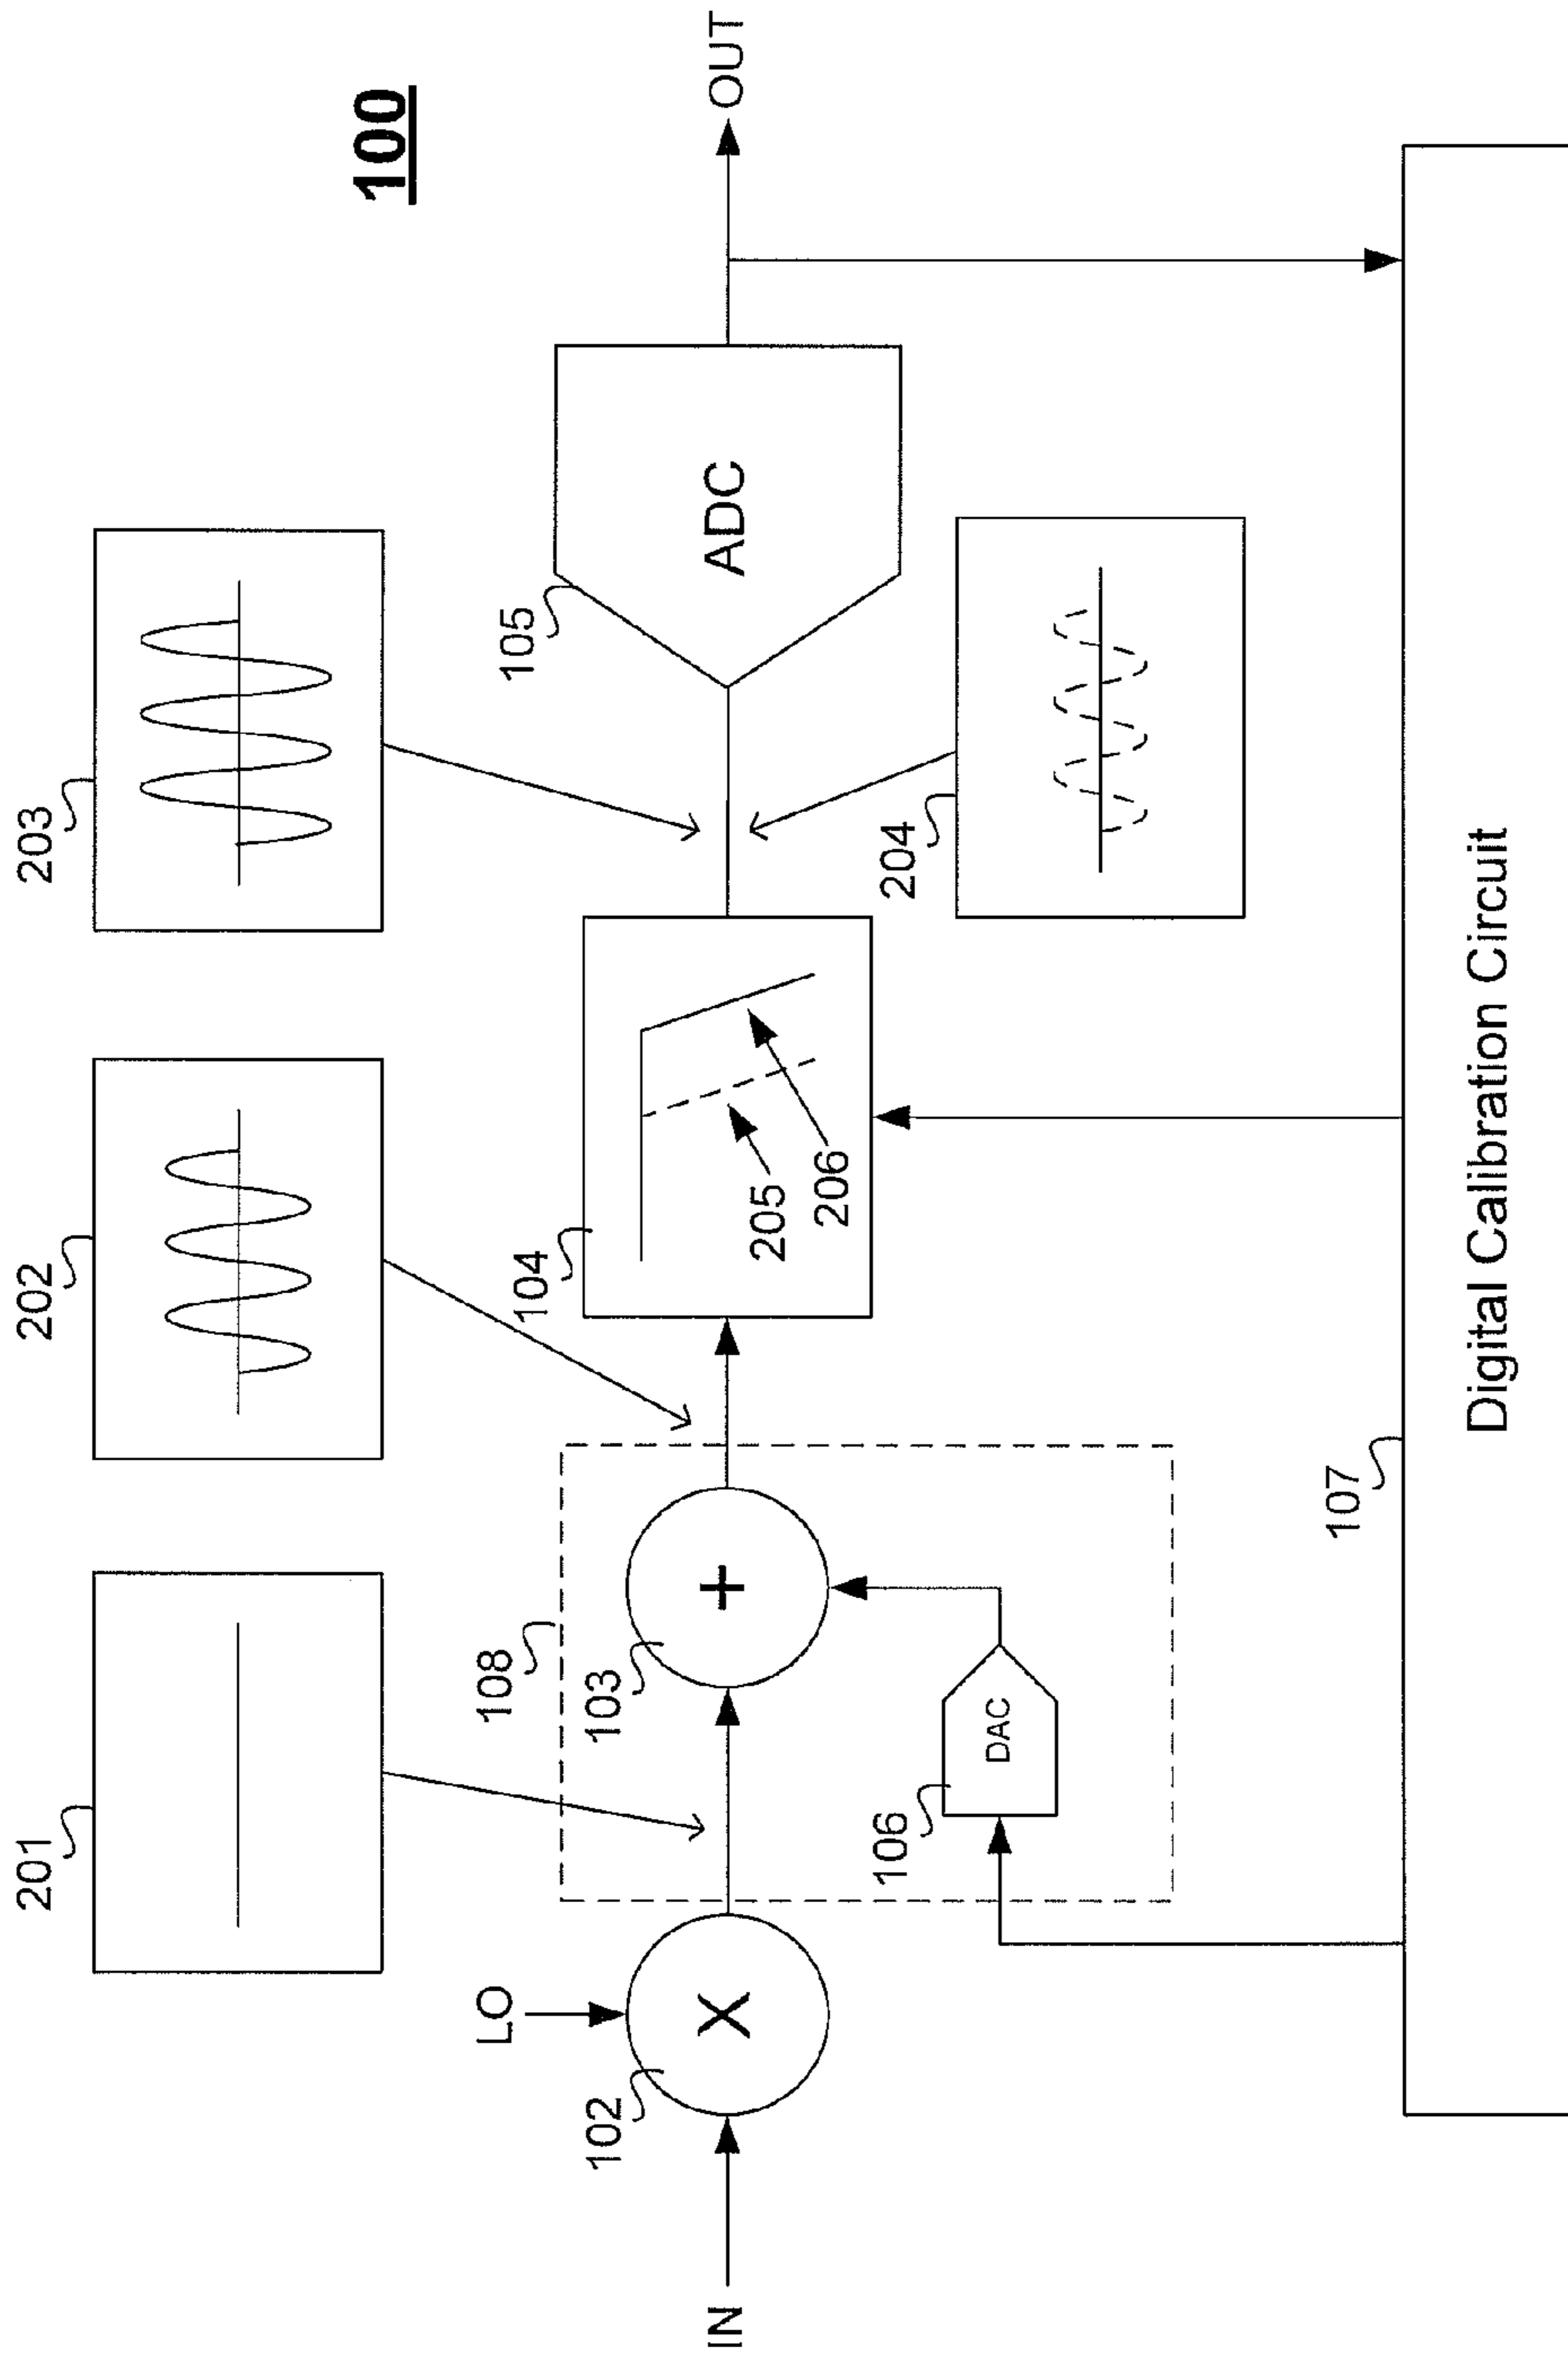 100
201
202
203
LO
108
104
105
IN
102
X
103
+
205
206
ADC
OUT
106
DAC
204
107
Digital Calibration Circuit